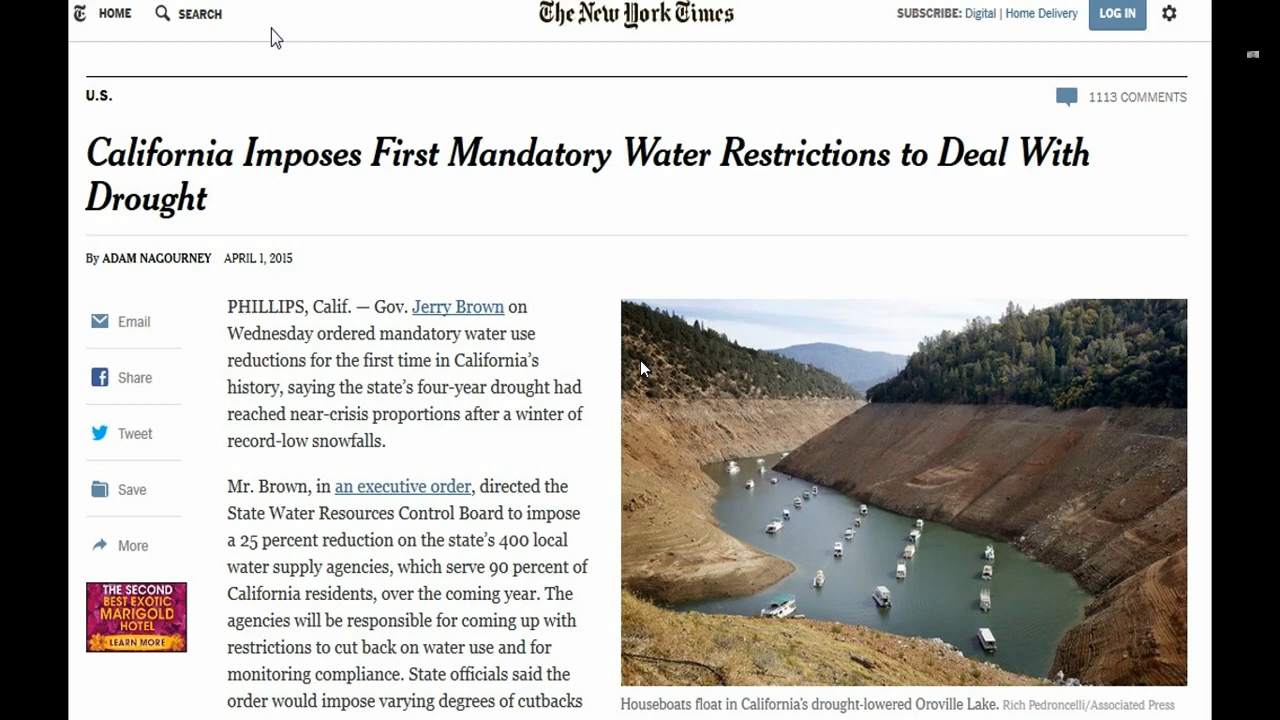 HOME SEARCH The New York Times SUBSCRIBE: Digital | Home Delivery LOG IN
U.S. 1113 COMMENTS
California Imposes First Mandatory Water Restrictions to Deal With
Drought
By ADAM NAGOURNEY APRIL 1, 2015
Email
Share
Tweet
Save
More
THE SECOND
BEST EXOTIC
MARIGOLD
HOTEL
LEARN MORE
PHILLIPS, Calif. — Gov. Jerry Brown on
Wednesday ordered mandatory water use
reductions for the first time in California's
history, saying the state's four-year drought had
reached near-crisis proportions after a winter of
record-low snowfalls.
Mr. Brown, in an executive order, directed the
State Water Resources Control Board to impose
a 25 percent reduction on the state's 400 local
water supply agencies, which serve 90 percent of
California residents, over the coming year. The
agencies will be responsible for coming up with
restrictions to cut back on water use and for
monitoring compliance. State officials said the
order would impose varying degrees of cutbacks
Houseboats float in California's drought-lowered Oroville Lake. Rich Pedroncelli/Associated Press